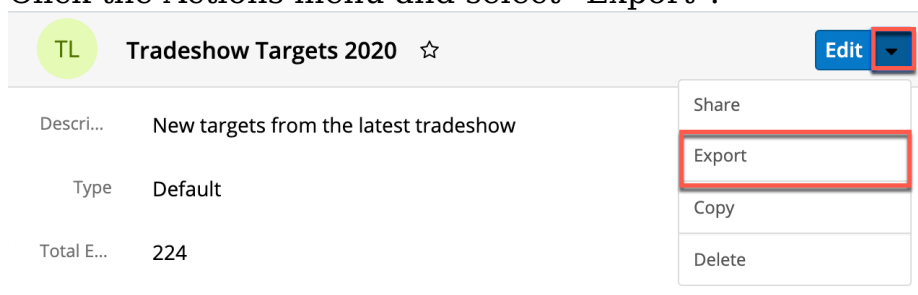 Click the Actions menu and select "Export".
TL Tradeshow Targets 2020 Edit
Share
Descri... New targets from the latest tradeshow
Export
Type Default
Copy
Total E... 224
Delete